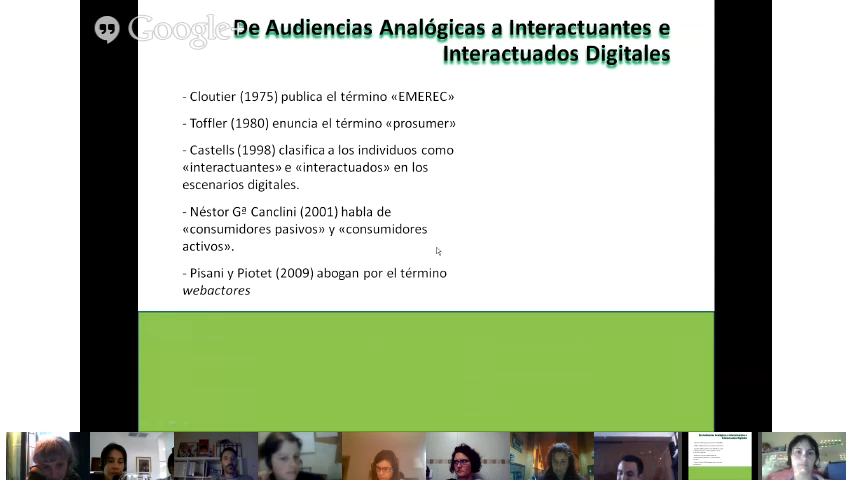 Google
De Audiencias Analógicas a Interactuantes e
Interactuados Digitales
- Cloutier (1975) publica el término «EMEREC»
- Toffler (1980) enuncia el término «prosumer»
- Castells (1998) clasifica a los individuos como
«interactuantes» e «interactuados» en los
escenarios digitales.
- Néstor Gª Canclini (2001) habla de
«consumidores pasivos» y «consumidores
activos».
- Pisani y Piotet (2009) abogan por el término
webactores